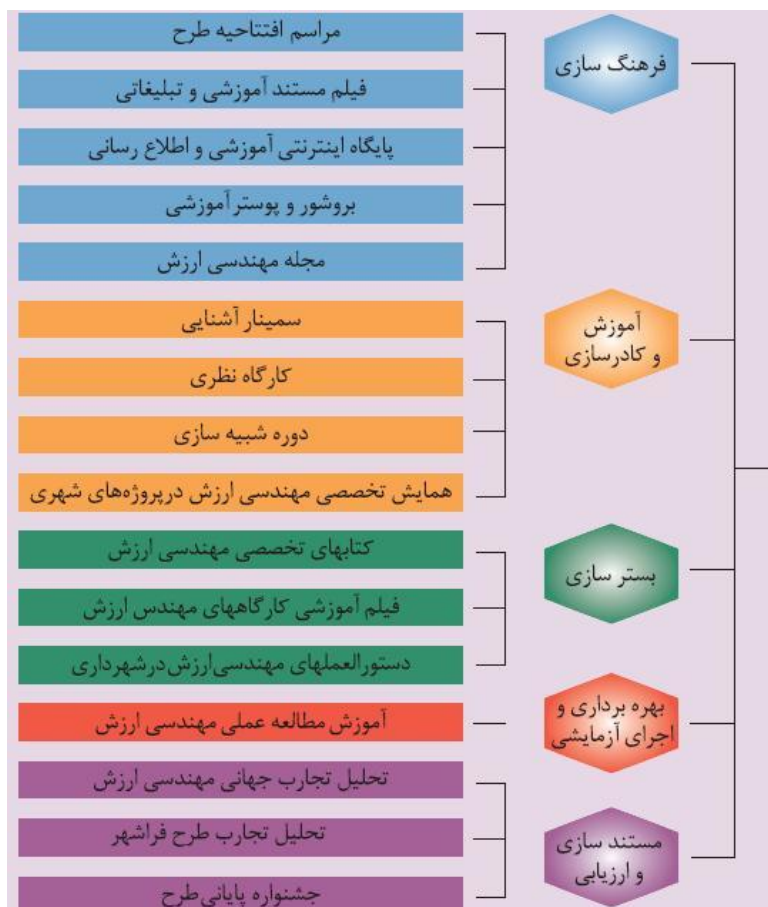 فرهنگ سازی
مراسم افتتاحیه طرح
فیلم مستند آموزشی و تبلیغاتی
پایگاه اینترنتی آموزشی و اطلاع رسانی
بروشور و پوستر آموزشی
مجله مهندسی ارزش
آموزش
و کادرسازی
سمینار آشنایی
کارگاه نظری
دوره شبیه سازی
همایش تخصصی مهندسی ارزش درپروژه‌های شهری
بستر سازی
کتابهای تخصصی مهندسی ارزش
فیلم آموزشی کارگاههای مهندس ارزش
دستورالعملهای مهندسی‌ارزش‌درشهرداری
بهره برداری و
اجرای آزمایشی
آموزش مطالعه عملی مهندسی ارزش
مستند سازی
و ارزیابی
تحلیل تجارب جهانی مهندسی ارزش
تحلیل تجارب طرح فراشهر
جشنواره پایانی‌طرح